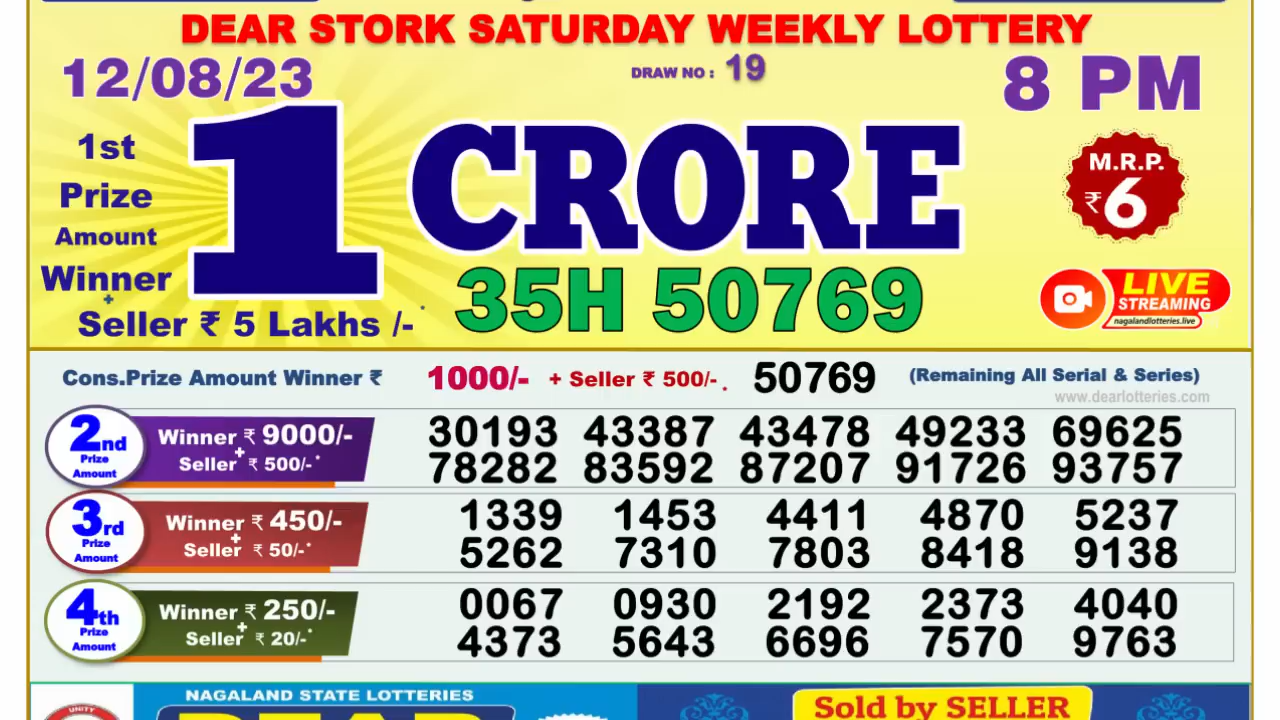 DEAR STORK SATURDAY WEEKLY LOTTERY
12/08/23
DRAW NO : 19
8 PM
1st
Prize
Amount
Winner
+
Seller ₹ 5 Lakhs /-
1 CRORE
35H 50769
M.R.P.
₹ 6
LIVE
STREAMING
nagalandlotteries.live
Cons.Prize Amount Winner ₹ 1000/- + Seller ₹ 500/- . 50769 (Remaining All Serial & Series)
www.dearlotteries.com
2nd
Prize
Amount
Winner ₹ 9000/-
+
Seller ₹ 500/-*
30193 43387 43478 49233 69625
78282 83592 87207 91726 93757
3rd
Prize
Amount
Winner ₹ 450/-
+
Seller ₹ 50/-*
1339 1453 4411 4870 5237
5262 7310 7803 8418 9138
4th
Prize
Amount
Winner ₹ 250/-
+
Seller ₹ 20/-*
0067 0930 2192 2373 4040
4373 5643 6696 7570 9763
UNITY
NAGALAND STATE LOTTERIES
DEAR
Sold by SELLER